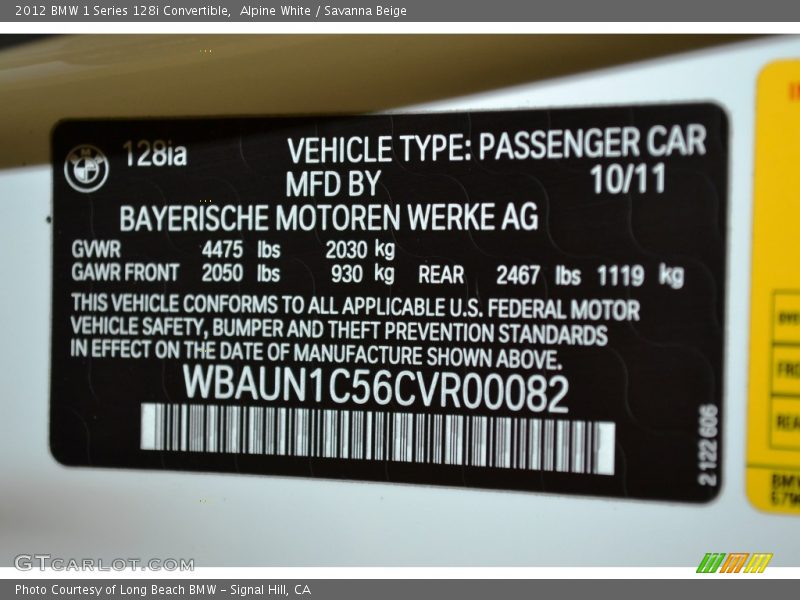 2012 BMW 1 Series 128i Convertible,  Alpine White / Savanna Beige
128ia
VEHICLE TYPE: PASSENGER CAR
MFD BY 10/11
BAYERISCHE MOTOREN WERKE AG
GVWR 4475 lbs 2030 kg
GAWR FRONT 2050 lbs 930 kg REAR 2467 lbs 1119 kg
THIS VEHICLE CONFORMS TO ALL APPLICABLE U.S. FEDERAL MOTOR
VEHICLE SAFETY, BUMPER AND THEFT PREVENTION STANDARDS
IN EFFECT ON THE DATE OF MANUFACTURE SHOWN ABOVE.
WBAUN1C56CVR00082
2 122 606
BMW
GTCARLOT.COM
Photo Courtesy of Long Beach BMW – Signal Hill, CA